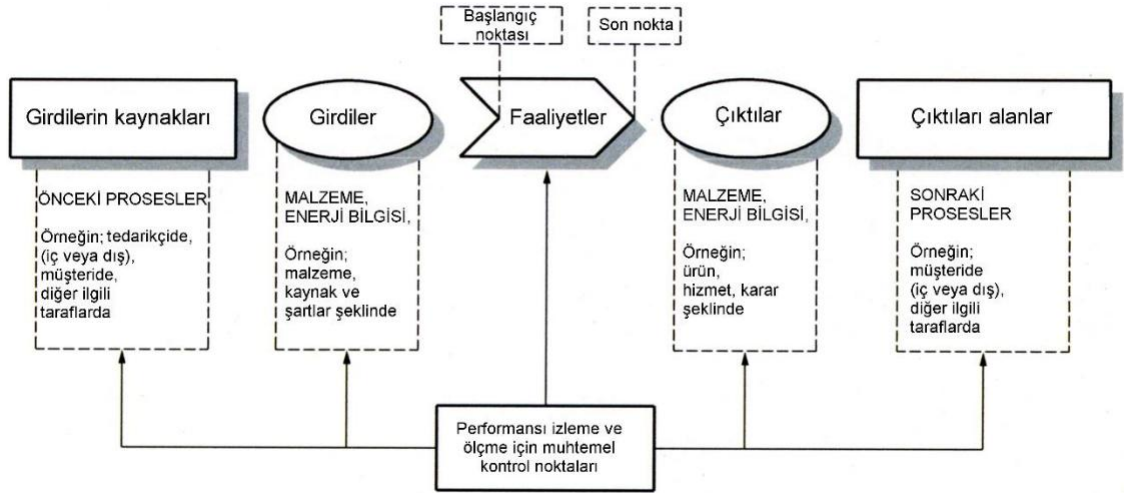 Başlangıç
noktası
Son nokta
Girdilerin kaynakları
Girdiler
Faaliyetler
Çıktılar
Çıktıları alanlar
ÖNCEKİ PROSESLER
Örneğin; tedarikçide,
(iç veya dış),
müşteride,
diğer ilgili
taraflarda
MALZEME,
ENERJİ BİLGİSİ,
Örneğin;
malzeme,
kaynak ve
şartlar şeklinde
MALZEME,
ENERJİ BİLGİSİ,
Örneğin;
ürün,
hizmet, karar
şeklinde
SONRAKİ
PROSESLER
Örneğin;
müşteride
(iç veya dış),
diğer ilgili
taraflarda
Performansı izleme ve
ölçme için muhtemel
kontrol noktaları